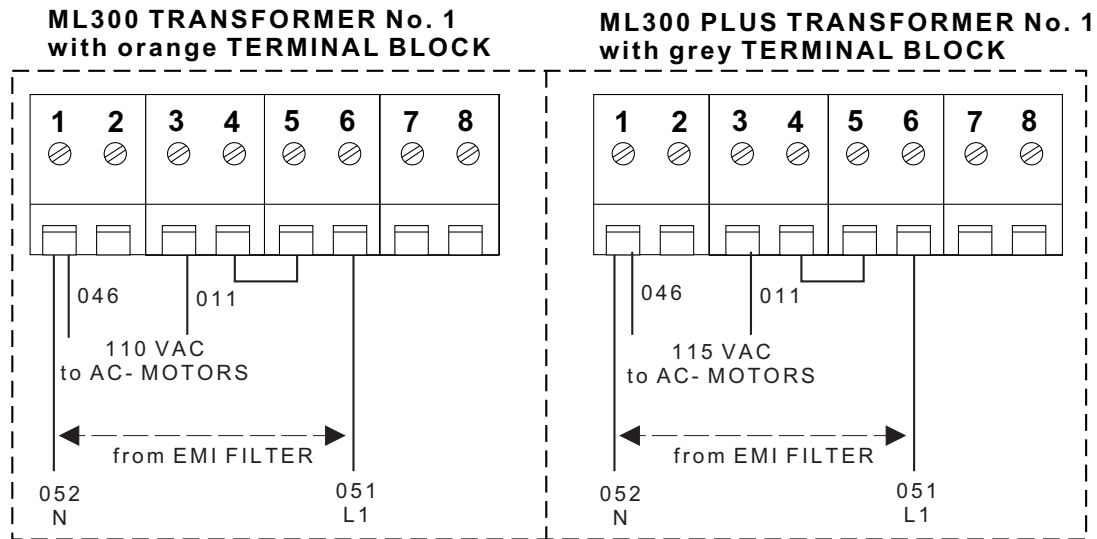 ML300 TRANSFORMER No. 1
with orange TERMINAL BLOCK
1 2 3 4 5 6 7 8
046
011
110 VAC
to AC- MOTORS
from EMI FILTER
052
N
051
L1
ML300 PLUS TRANSFORMER No. 1
with grey TERMINAL BLOCK
1 2 3 4 5 6 7 8
046
011
115 VAC
to AC- MOTORS
from EMI FILTER
052
N
051
L1